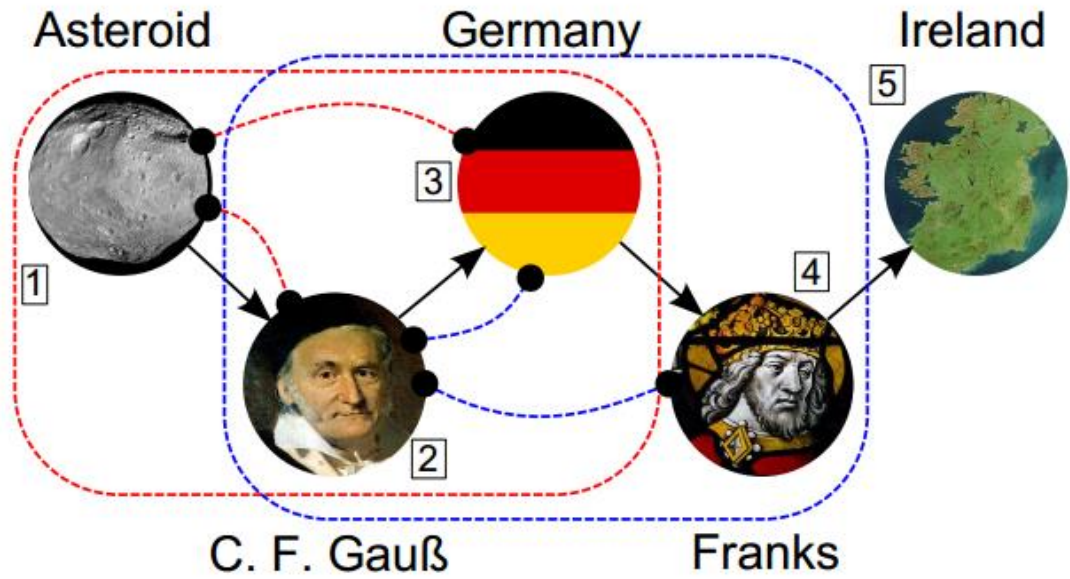 Asteroid
Germany
Ireland
5
3
1
4
2
C. F. Gauß
Franks